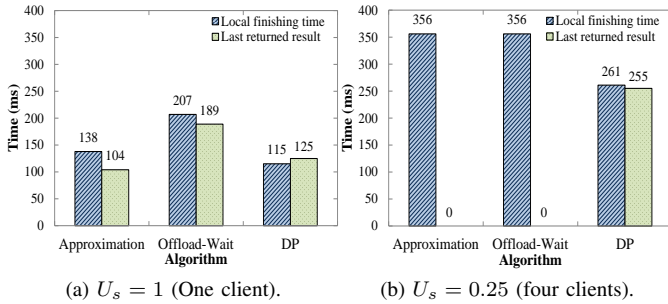 400
350
300
250
200
150
100
50
0
Time (ms)
Local finishing time
Last returned result
138
104
207
189
115
125
Approximation
Offload-Wait
DP
Algorithm
(a) U_s = 1 (One client).
400
350
300
250
200
150
100
50
0
Time (ms)
Local finishing time
Last returned result
356
0
356
0
261
255
Approximation
Offload-Wait
DP
Algorithm
(b) U_s = 0.25 (four clients).